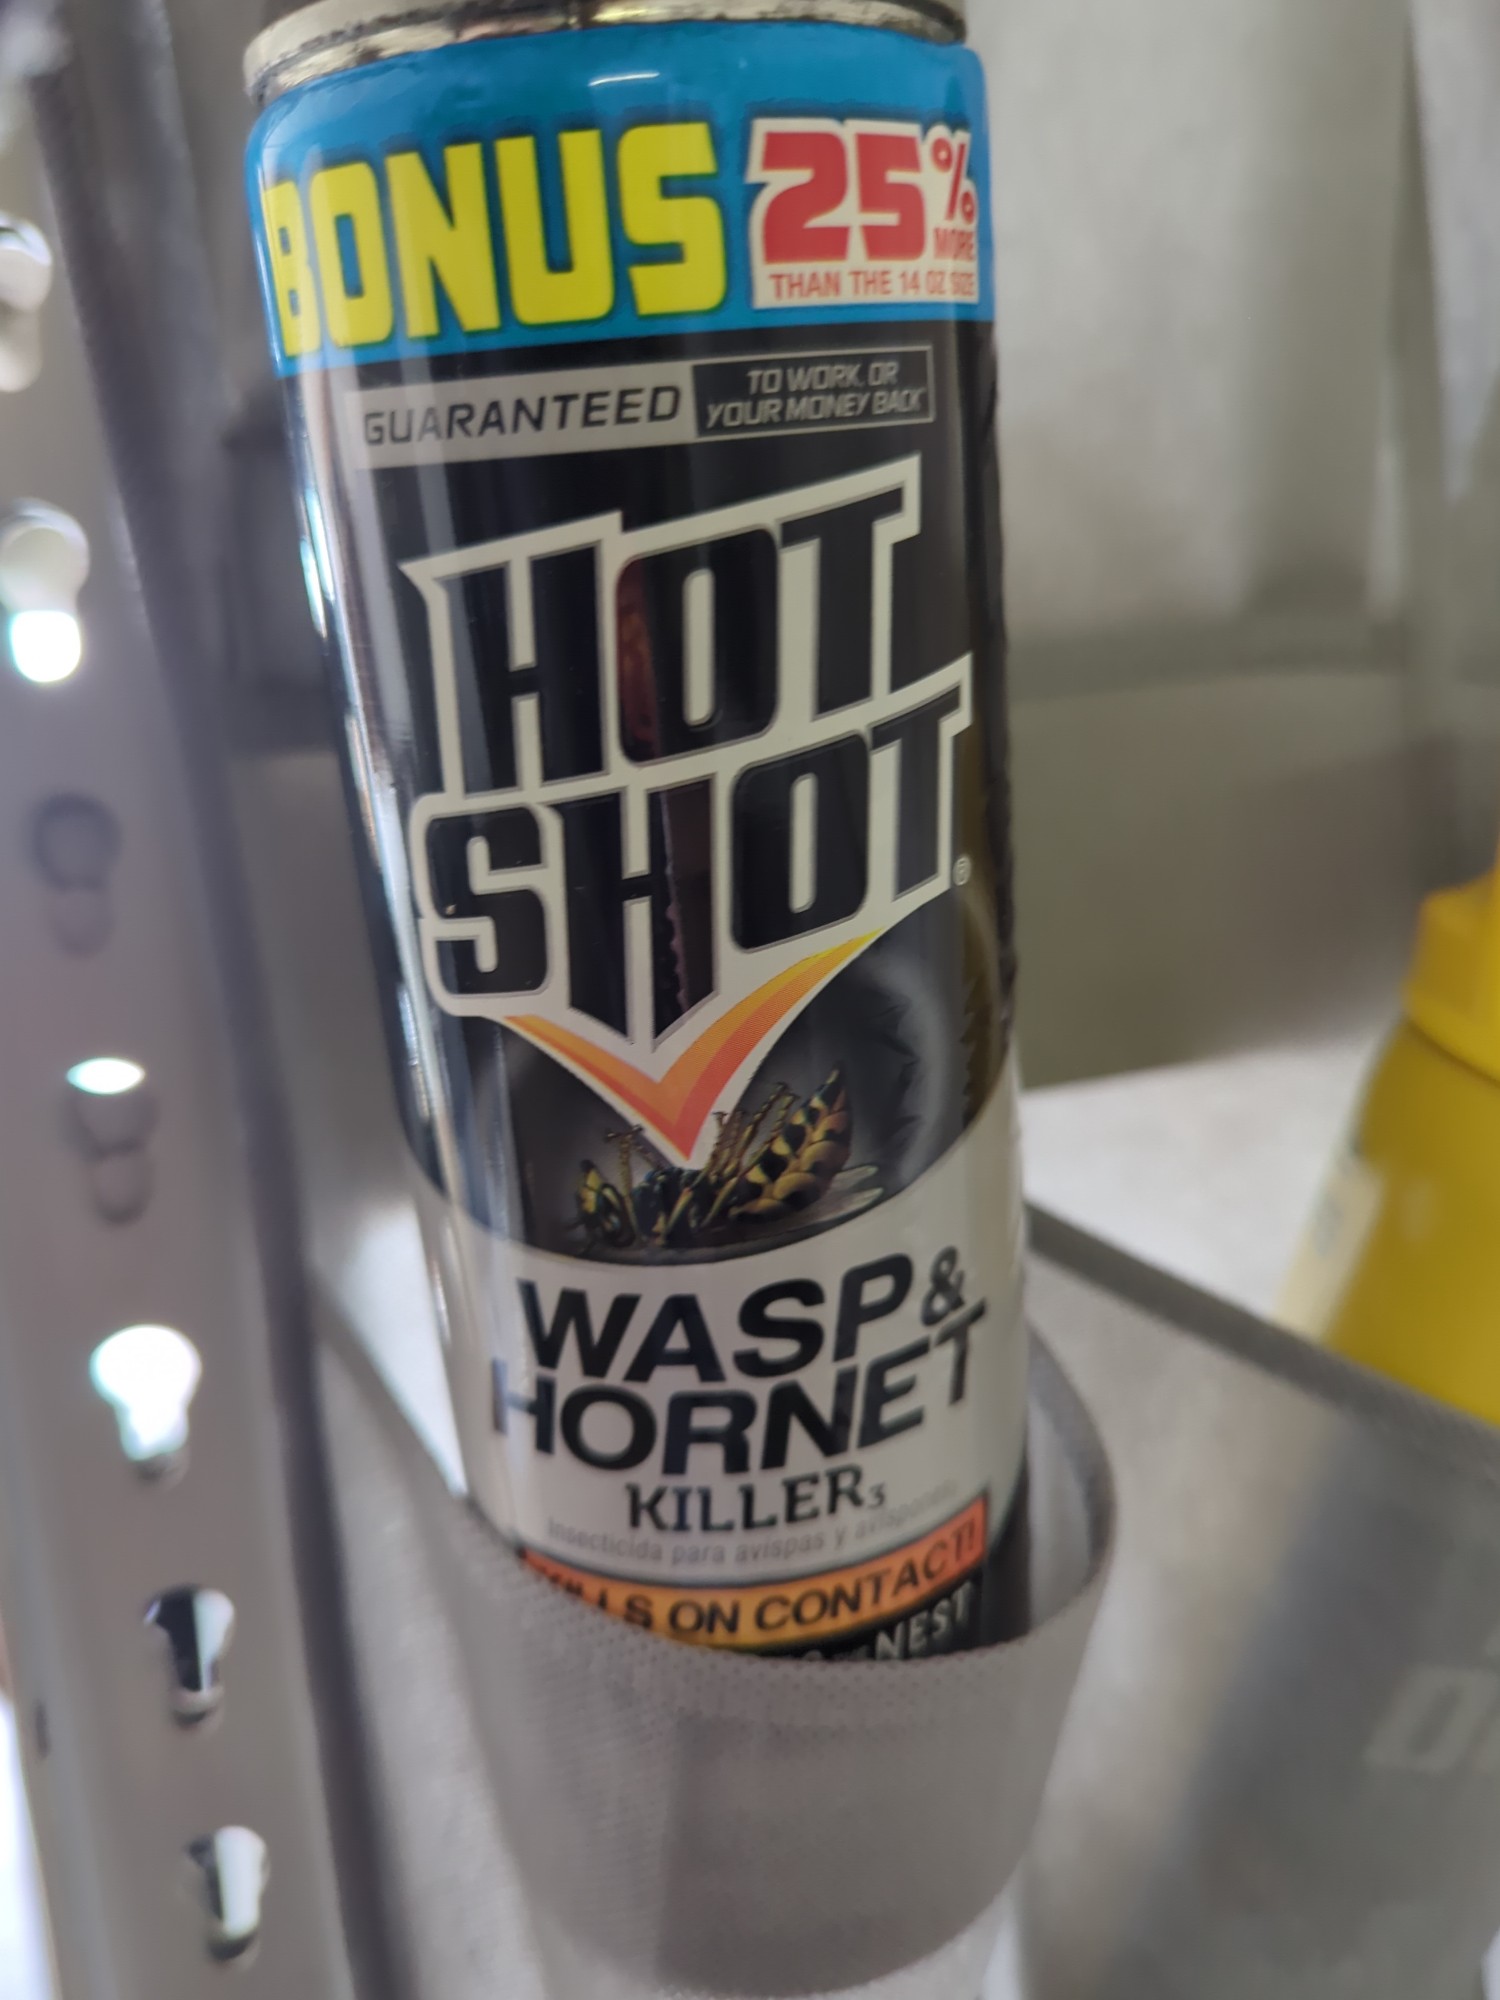 BONUS
25%
MORE
THAN THE 14 OZ SIZE
GUARANTEED
TO WORK, OR
YOUR MONEY BACK*
HOT
SHOT®
WASP &
HORNET
KILLER3
Insecticida para avispas y
KILLS ON CONTACT!
NEST